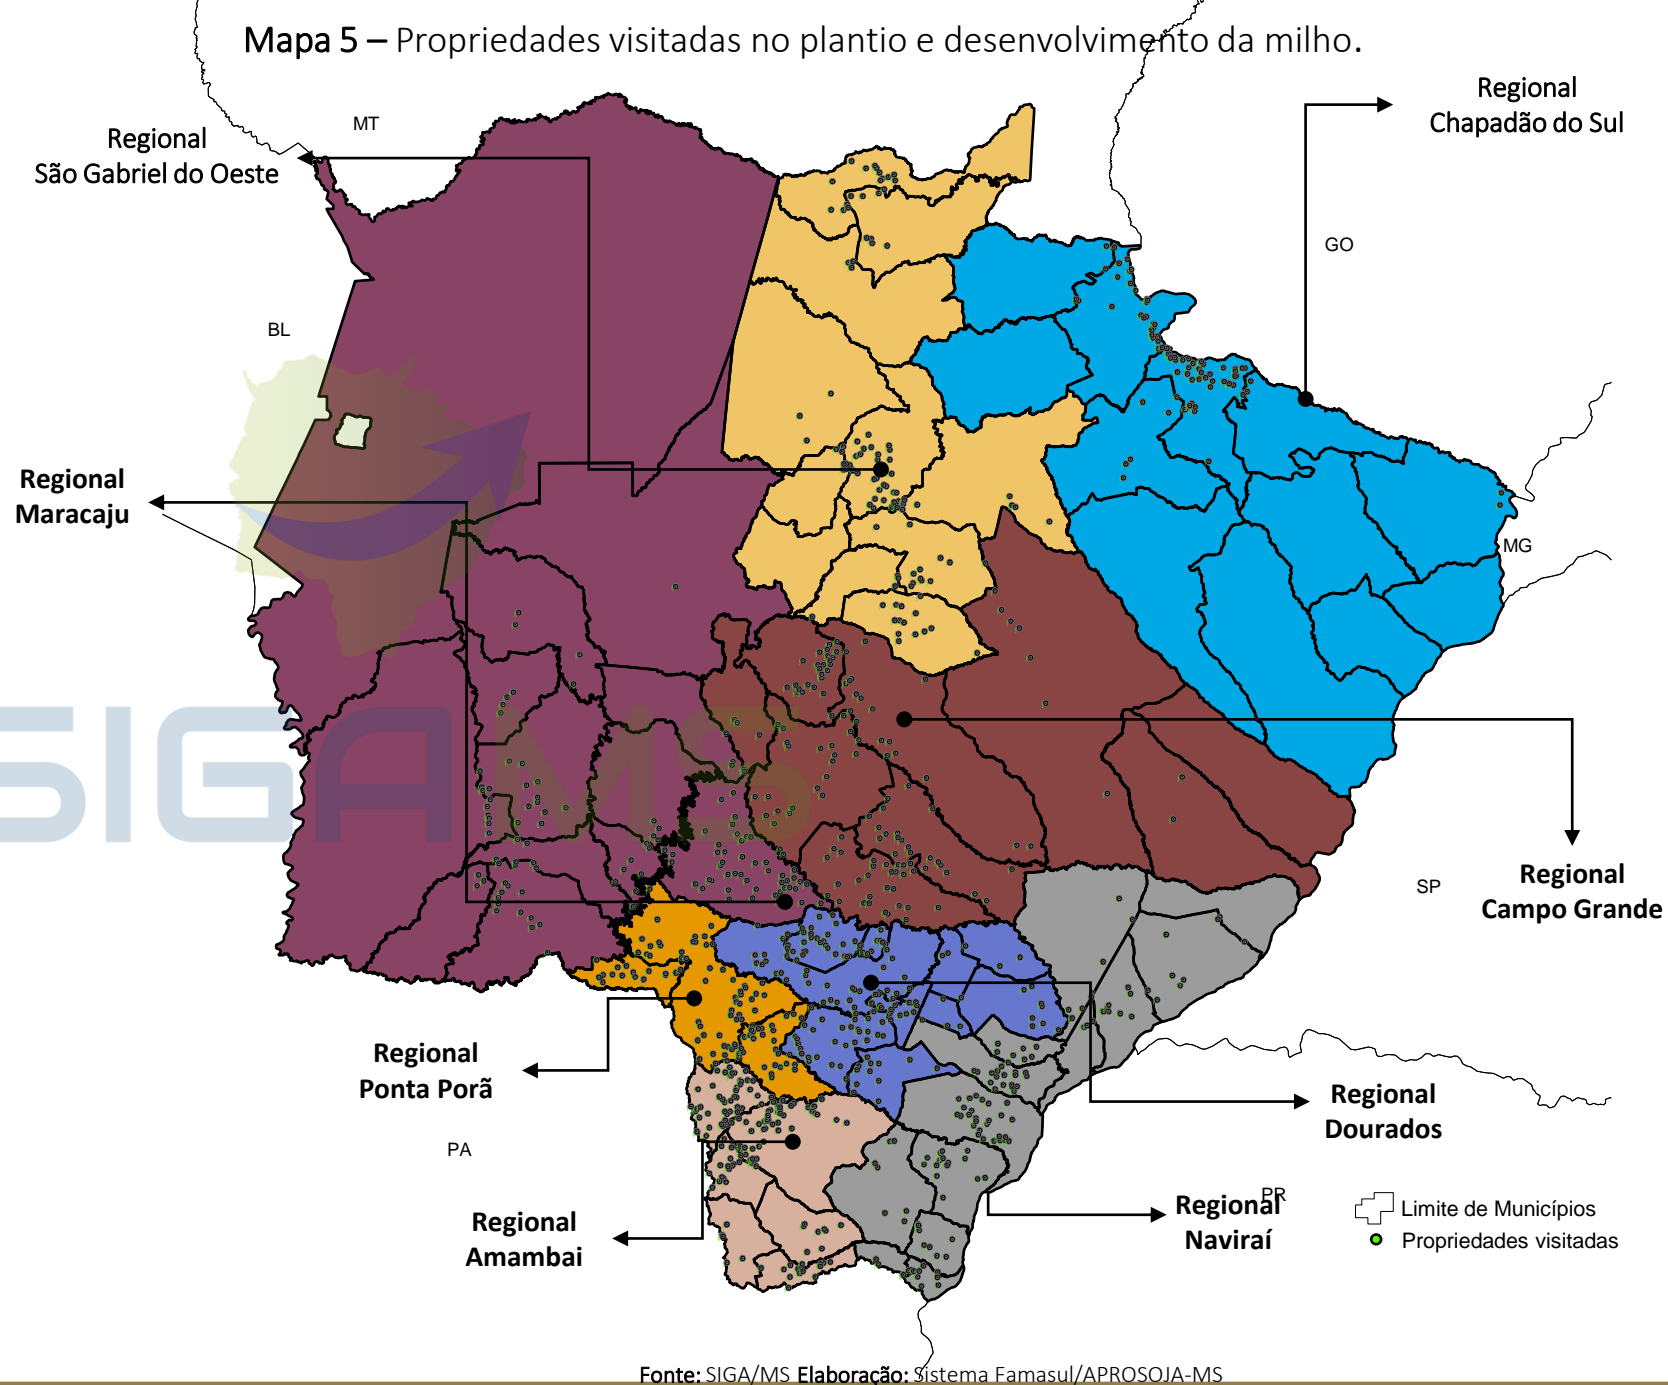 Mapa 5 – Propriedades visitadas no plantio e desenvolvimento da milho.
Regional
Chapadão do Sul
MT
Regional
São Gabriel do Oeste
GO
BL
Regional
Maracaju
MG
SIGAMS
SP
Regional
Campo Grande
Regional
Ponta Porã
Regional
Dourados
PA
PR
Regional
Naviraí
Limite de Municípios
Propriedades visitadas
Regional
Amambai
Fonte: SIGA/MS Elaboração: Sistema Famasul/APROSOJA-MS